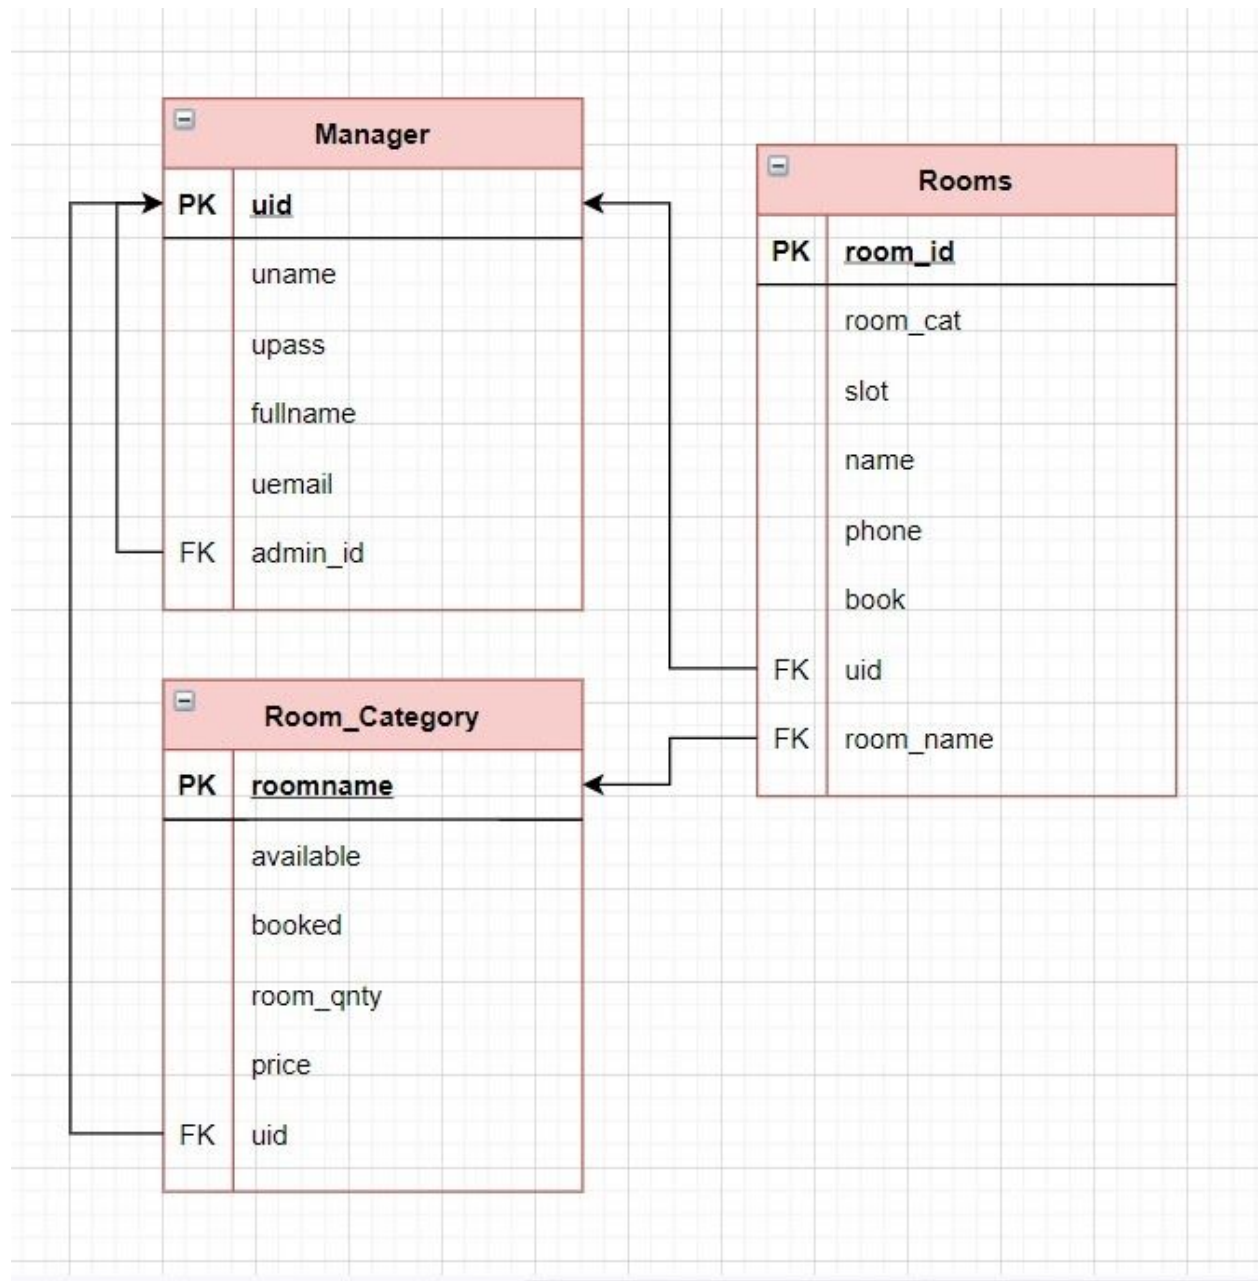 Manager
PK uid
uname
upass
fullname
uemail
FK admin_id
Rooms
PK room_id
room_cat
slot
name
phone
book
FK uid
FK room_name
Room_Category
PK roomname
available
booked
room_qnty
price
FK uid